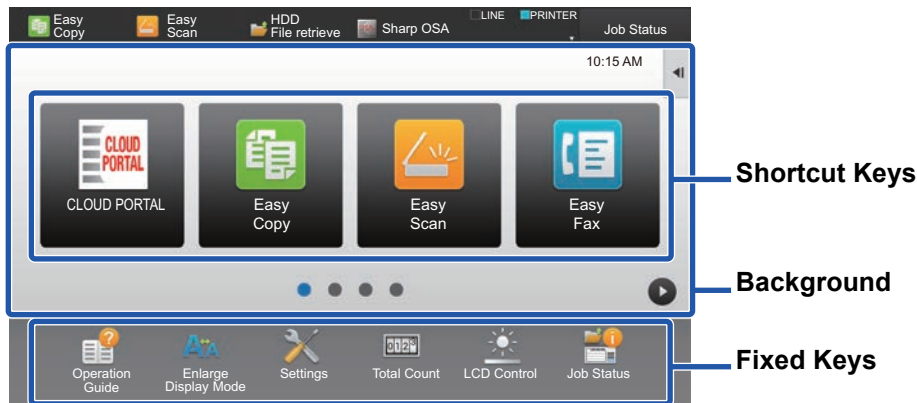 Easy Copy
Easy Scan
HDD File retrieve
Sharp OSA
LINE
PRINTER
Job Status
10:15 AM
CLOUD PORTAL
CLOUD PORTAL
Easy
Copy
Easy
Scan
Easy
Fax
Shortcut Keys
Background
Operation
Guide
Enlarge
Display Mode
Settings
Total Count
LCD Control
Job Status
Fixed Keys